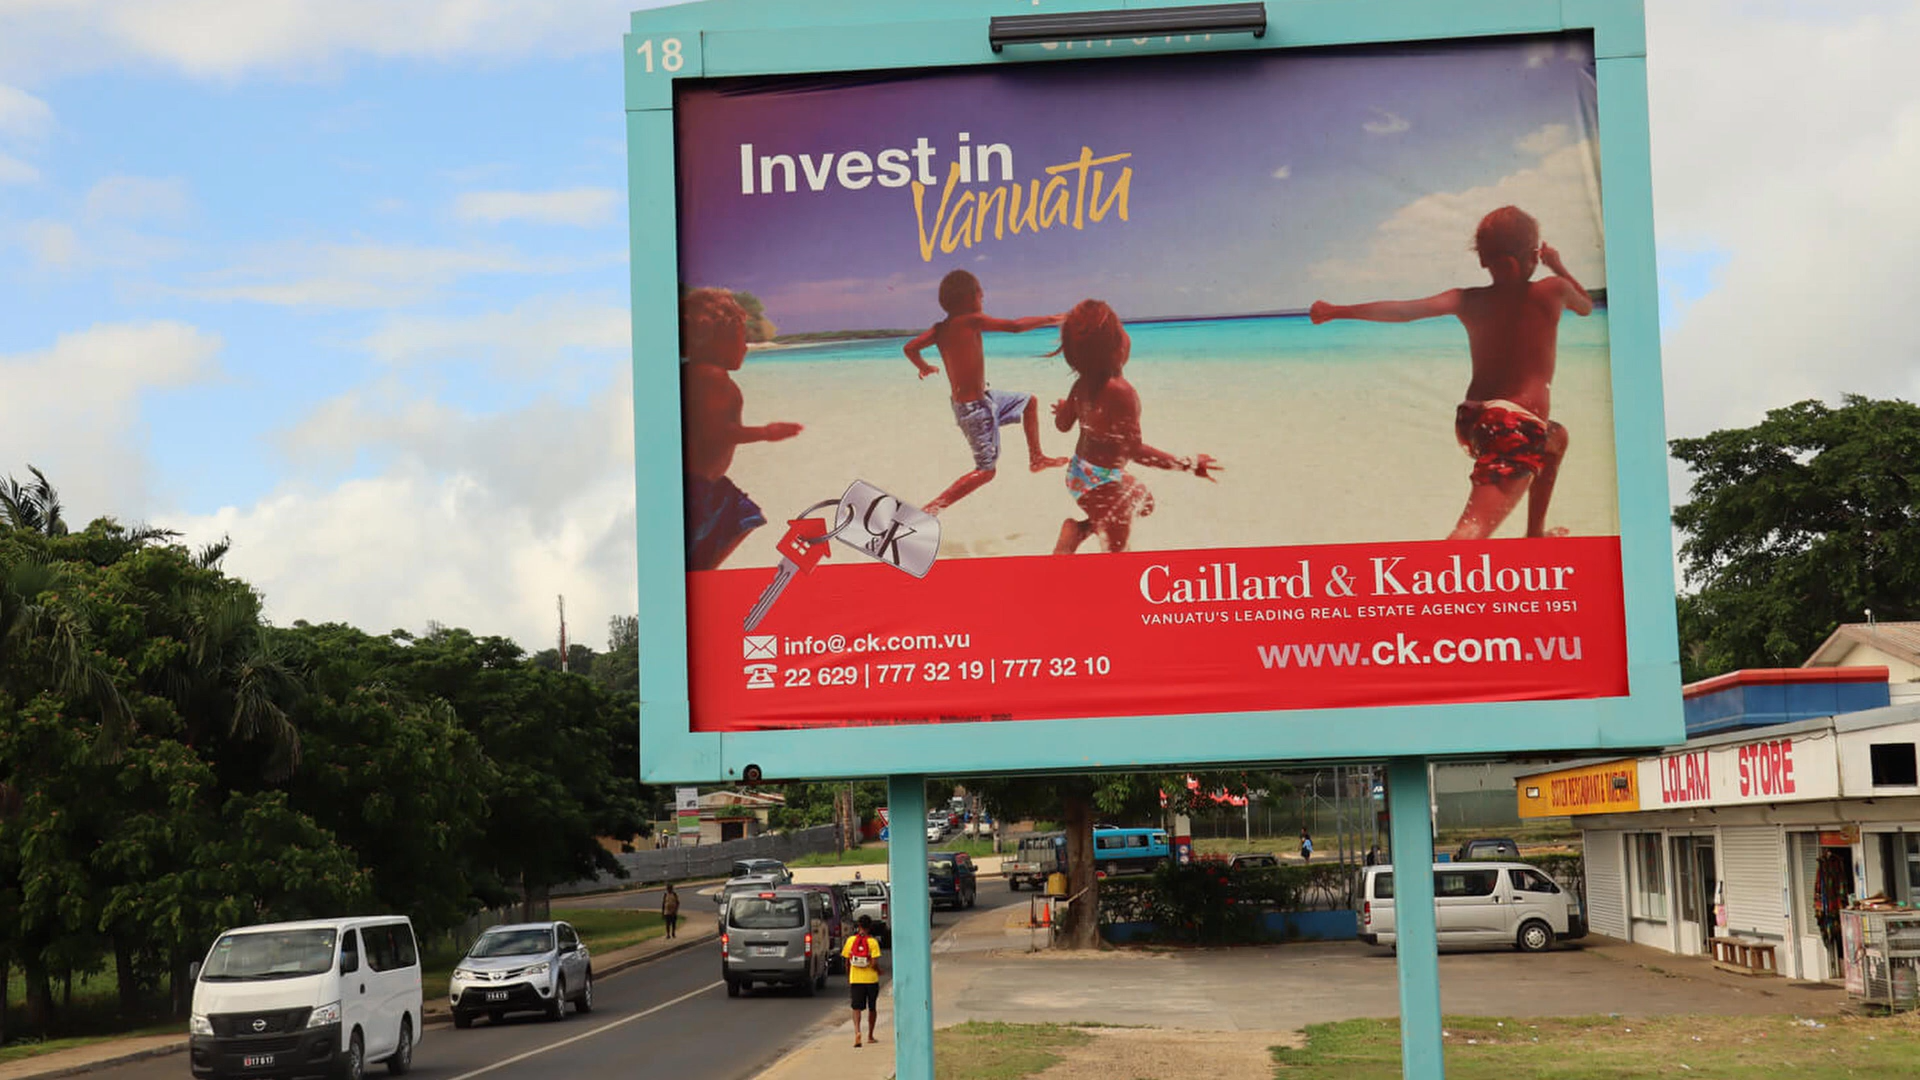 18
Invest in
Vanuatu
C&K
Caillard & Kaddour
VANUATU'S LEADING REAL ESTATE AGENCY SINCE 1951
info@.ck.com.vu
www.ck.com.vu
22 629 | 777 32 19 | 777 32 10
LOLAM STORE